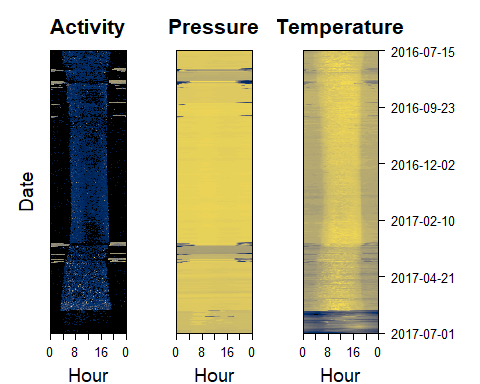 Activity Pressure Temperature
2016-07-15
2016-09-23
2016-12-02
2017-02-10
2017-04-21
2017-07-01
Date
0 8 16 0 0 8 16 0 0 8 16 0
Hour Hour Hour